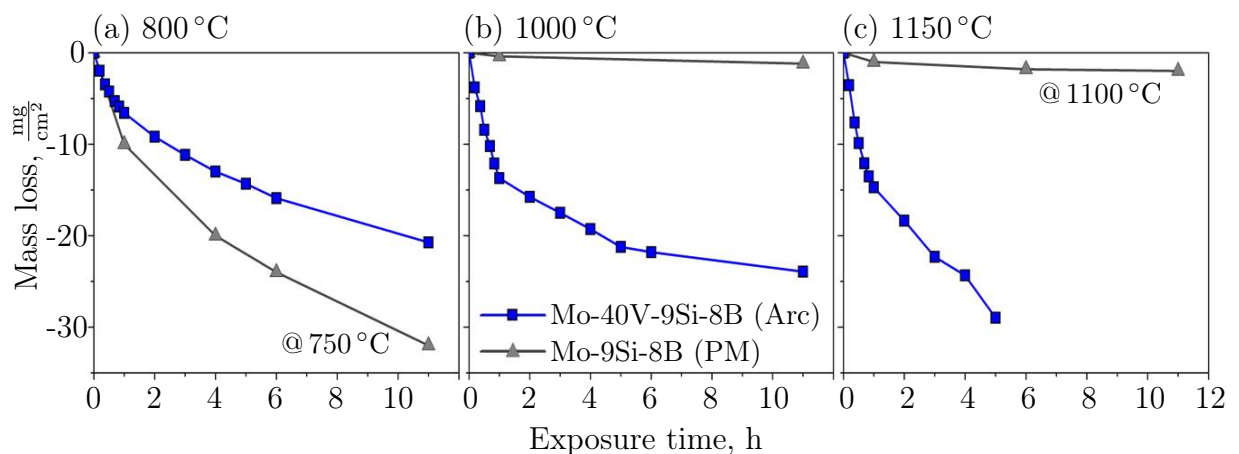 (a) 800 °C
(b) 1000 °C
(c) 1150 °C
Mass loss, mg/cm²
0
-10
-20
-30
@ 750 °C
Mo-40V-9Si-8B (Arc)
Mo-9Si-8B (PM)
@ 1100 °C
0 2 4 6 8 10 0 2 4 6 8 10 0 2 4 6 8 10 12
Exposure time, h